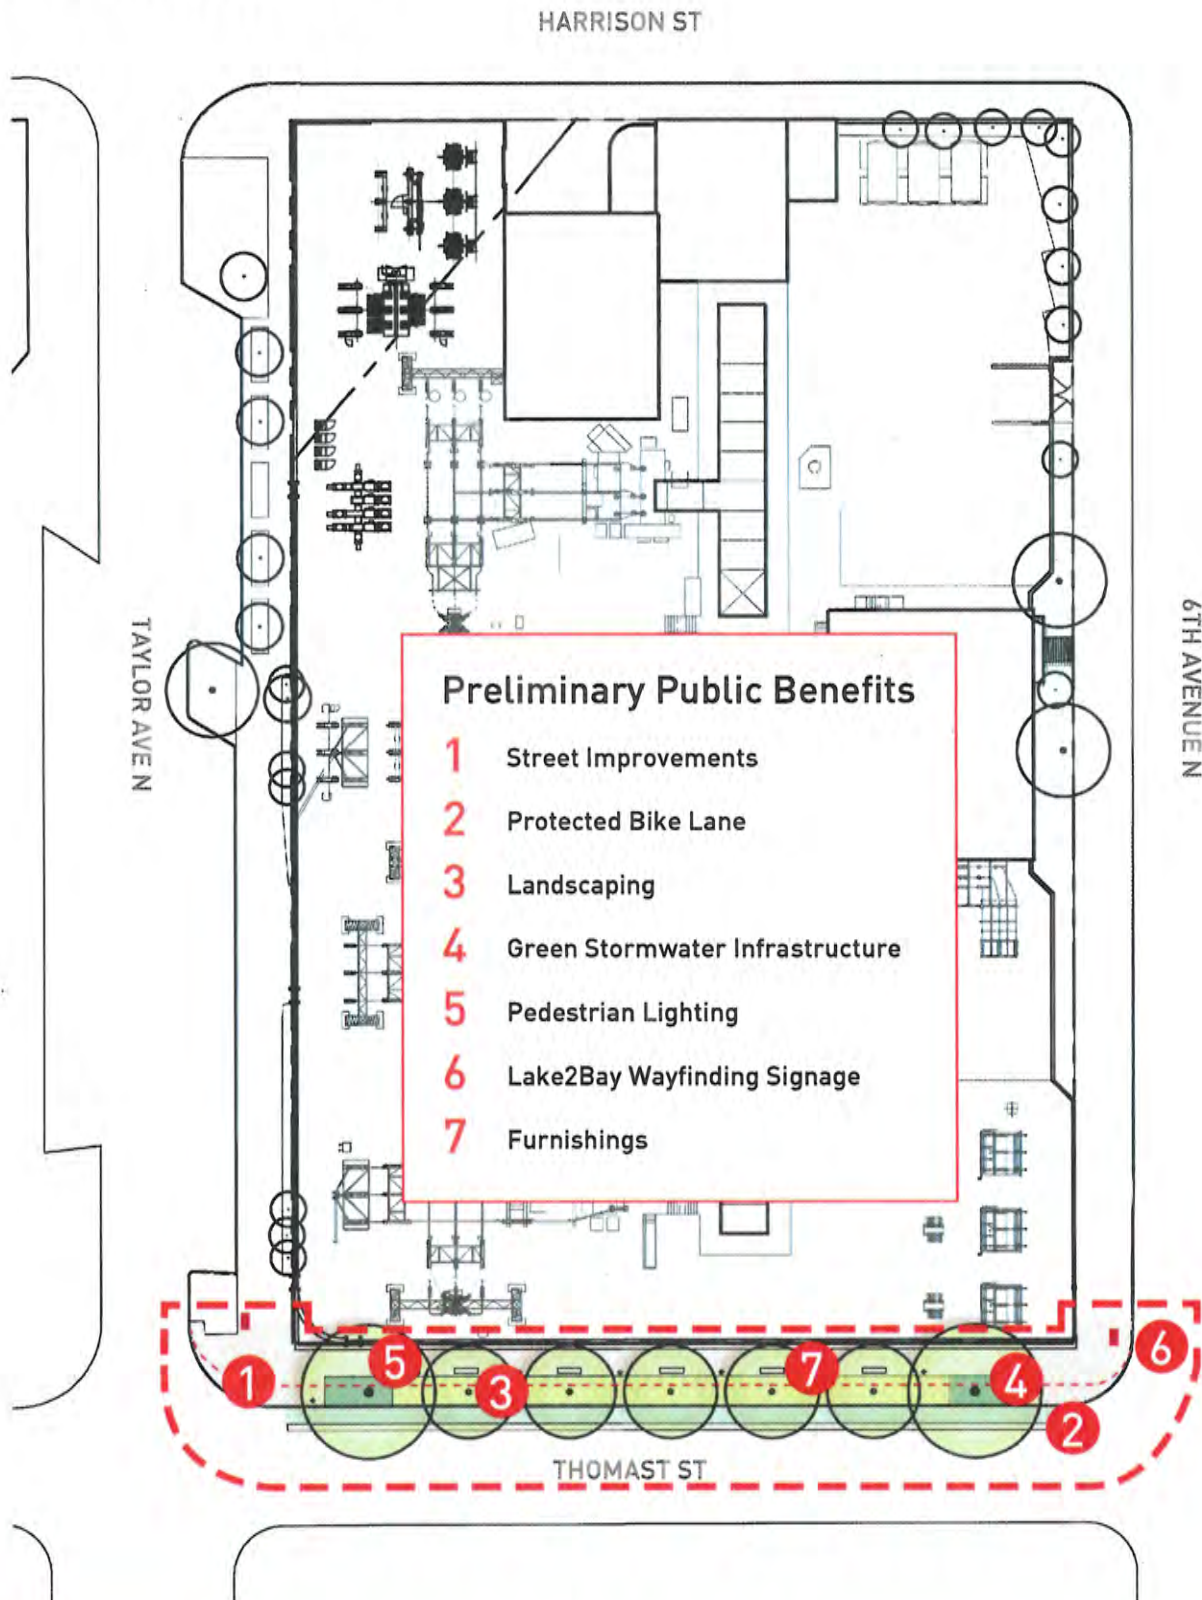 HARRISON ST
TAYLOR AVE N
6TH AVENUE N
Preliminary Public Benefits
1 Street Improvements
2 Protected Bike Lane
3 Landscaping
4 Green Stormwater Infrastructure
5 Pedestrian Lighting
6 Lake2Bay Wayfinding Signage
7 Furnishings
5
7
6
1
3
4
2
THOMAST ST